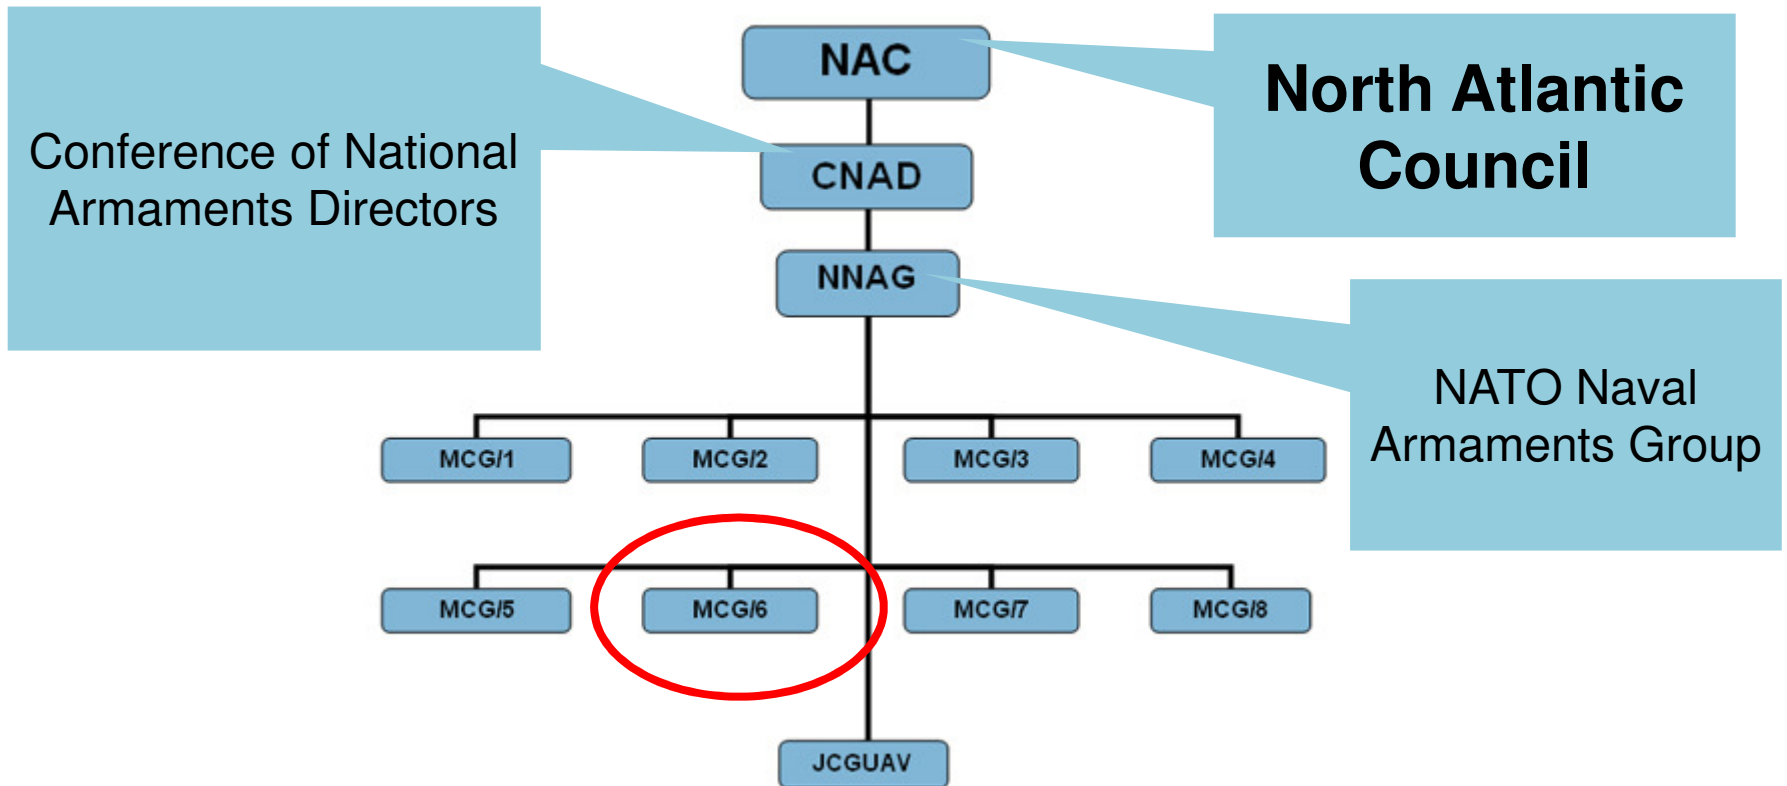 NAC
North Atlantic
Council
Conference of National
Armaments Directors
CNAD
NNAG
NATO Naval
Armaments Group
MCG/1
MCG/2
MCG/3
MCG/4
MCG/5
MCG/6
MCG/7
MCG/8
JCGUAV